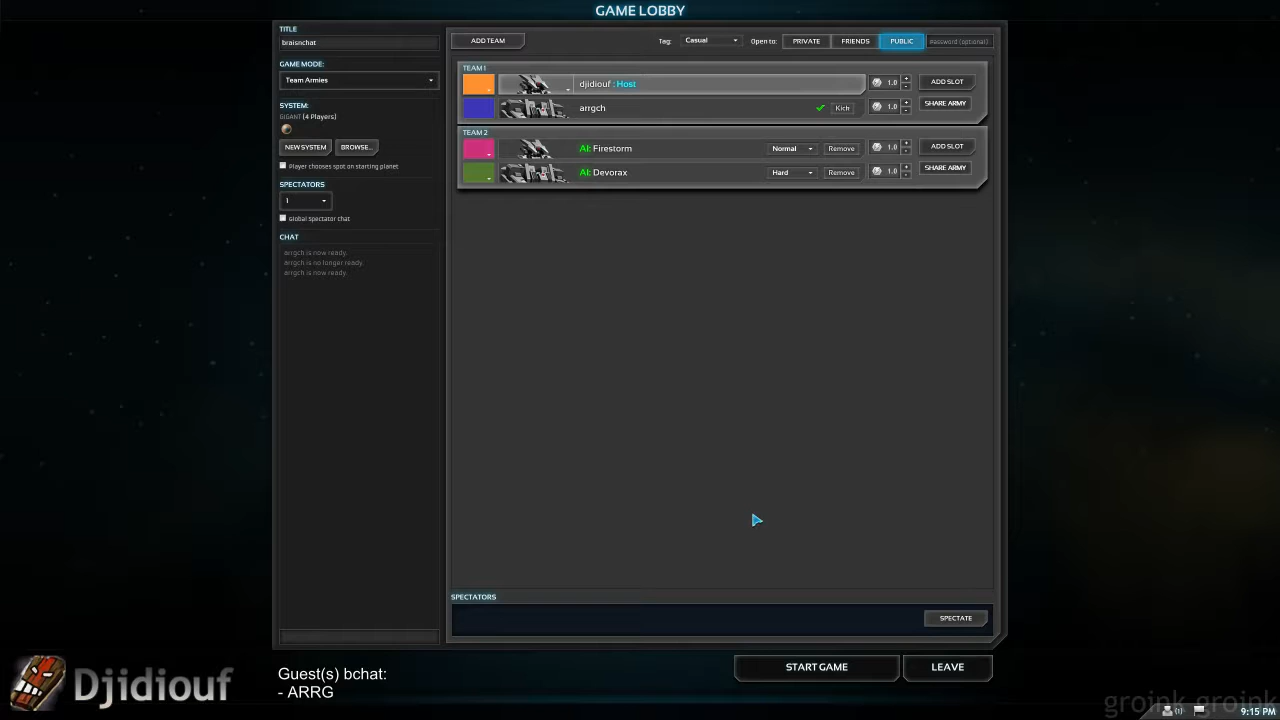 GAME LOBBY
TITLE
braisnchat
GAME MODE:
Team Armies
SYSTEM:
GIGANT (4 Players)
NEW SYSTEM
BROWSE...
Player chooses spot on starting planet
SPECTATORS
1
Global Spectator chat
CHAT
arrgch is now ready.
arrgch is no longer ready.
arrgch is now ready.
ADD TEAM
Tag: Casual
Open to: PRIVATE FRIENDS PUBLIC Password (optional)
TEAM 1
djidiouf : Host 1.0 ADD SLOT
arrgch Kick 1.0 SHARE ARMY
TEAM 2
AI: Firestorm Normal Remove 1.0 ADD SLOT
AI: Devorax Hard Remove 1.0 SHARE ARMY
SPECTATORS
SPECTATE
START GAME
LEAVE
Djidiouf
Guest(s) bchat:
- ARRG
groink groink
(1)
9:15 PM